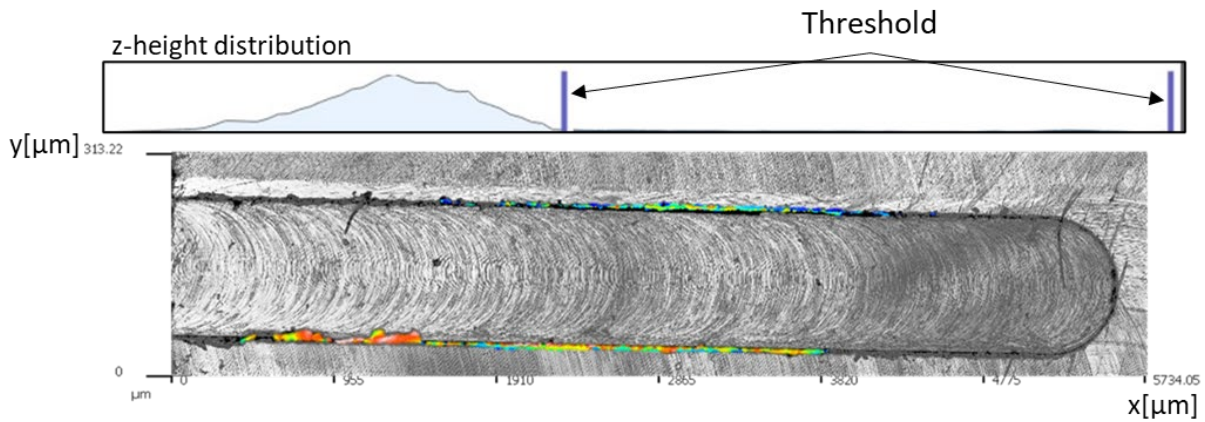 Threshold
z-height distribution
y[µm] 313.22
0
0 955 1910 2865 3820 4775 5734.05
µm
x[µm]